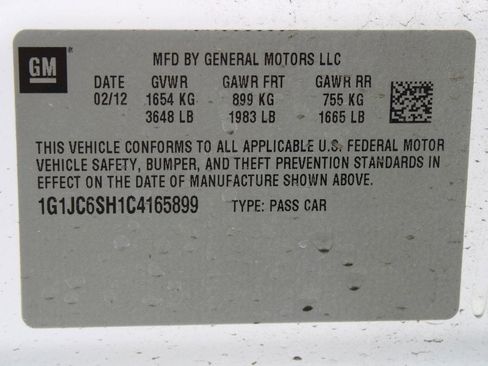 GM
MFD BY GENERAL MOTORS LLC
DATE GVWR GAWR FRT GAWR RR
02/12 1654 KG 899 KG 755 KG
3648 LB 1983 LB 1665 LB
THIS VEHICLE CONFORMS TO ALL APPLICABLE U.S. FEDERAL MOTOR
VEHICLE SAFETY, BUMPER, AND THEFT PREVENTION STANDARDS IN
EFFECT ON THE DATE OF MANUFACTURE SHOWN ABOVE.
1G1JC6SH1C4165899 TYPE: PASS CAR